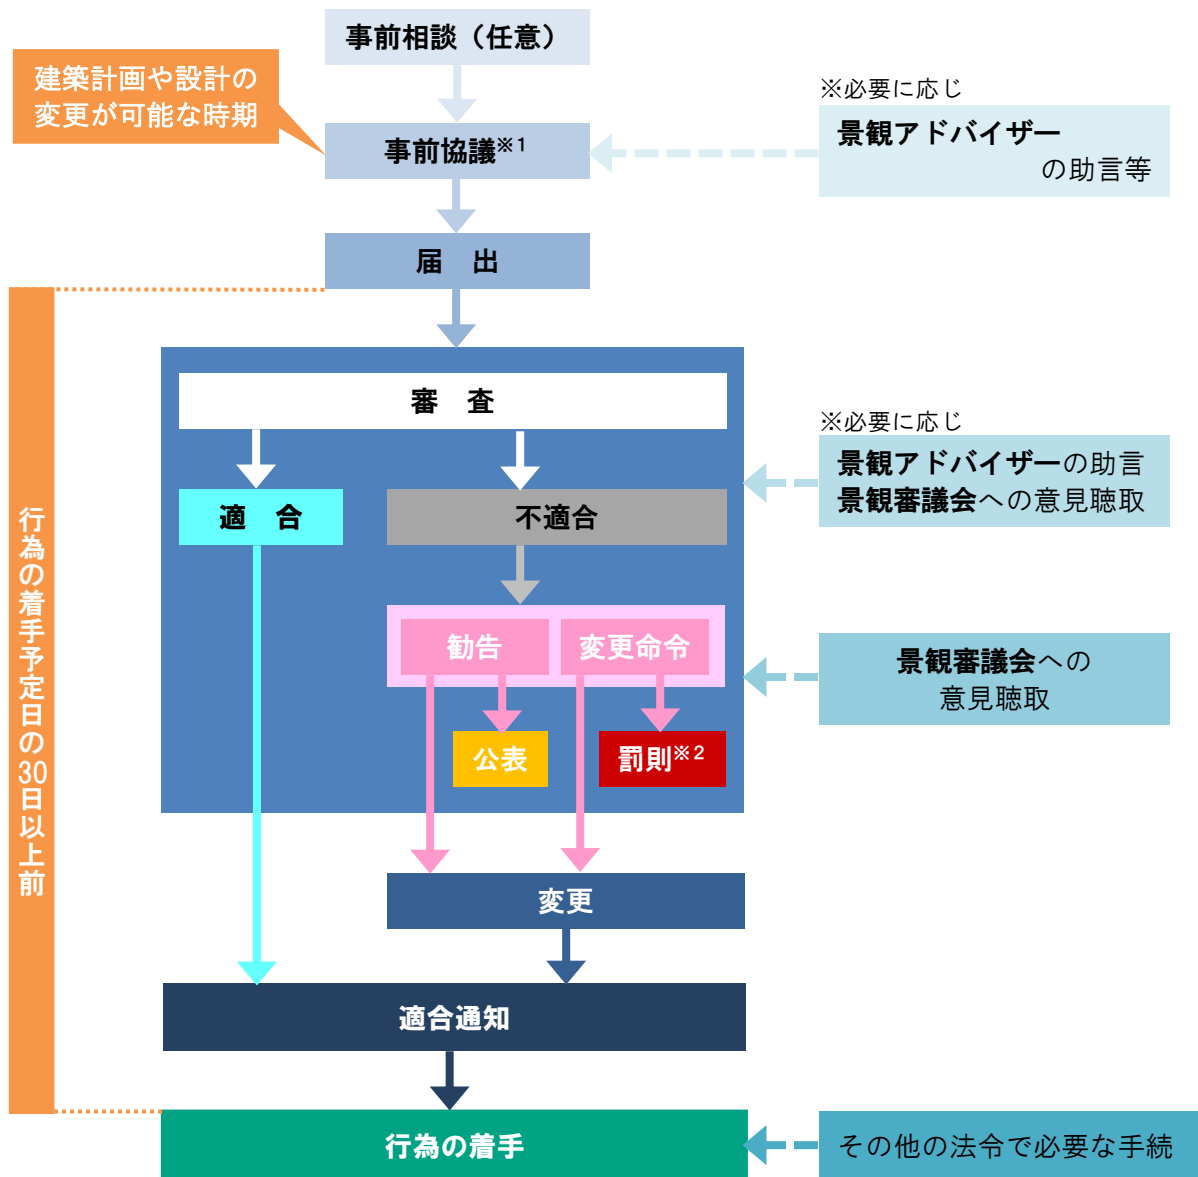 事前相談（任意）
建築計画や設計の
変更が可能な時期
事前協議※1
※必要に応じ
景観アドバイザー
の助言等
届　出
行為の着手予定日の30日以上前
審　査
※必要に応じ
景観アドバイザーの助言
景観審議会への意見聴取
適　合
不適合
勧告
変更命令
景観審議会への
意見聴取
公表
罰則※2
変更
適合通知
行為の着手
その他の法令で必要な手続